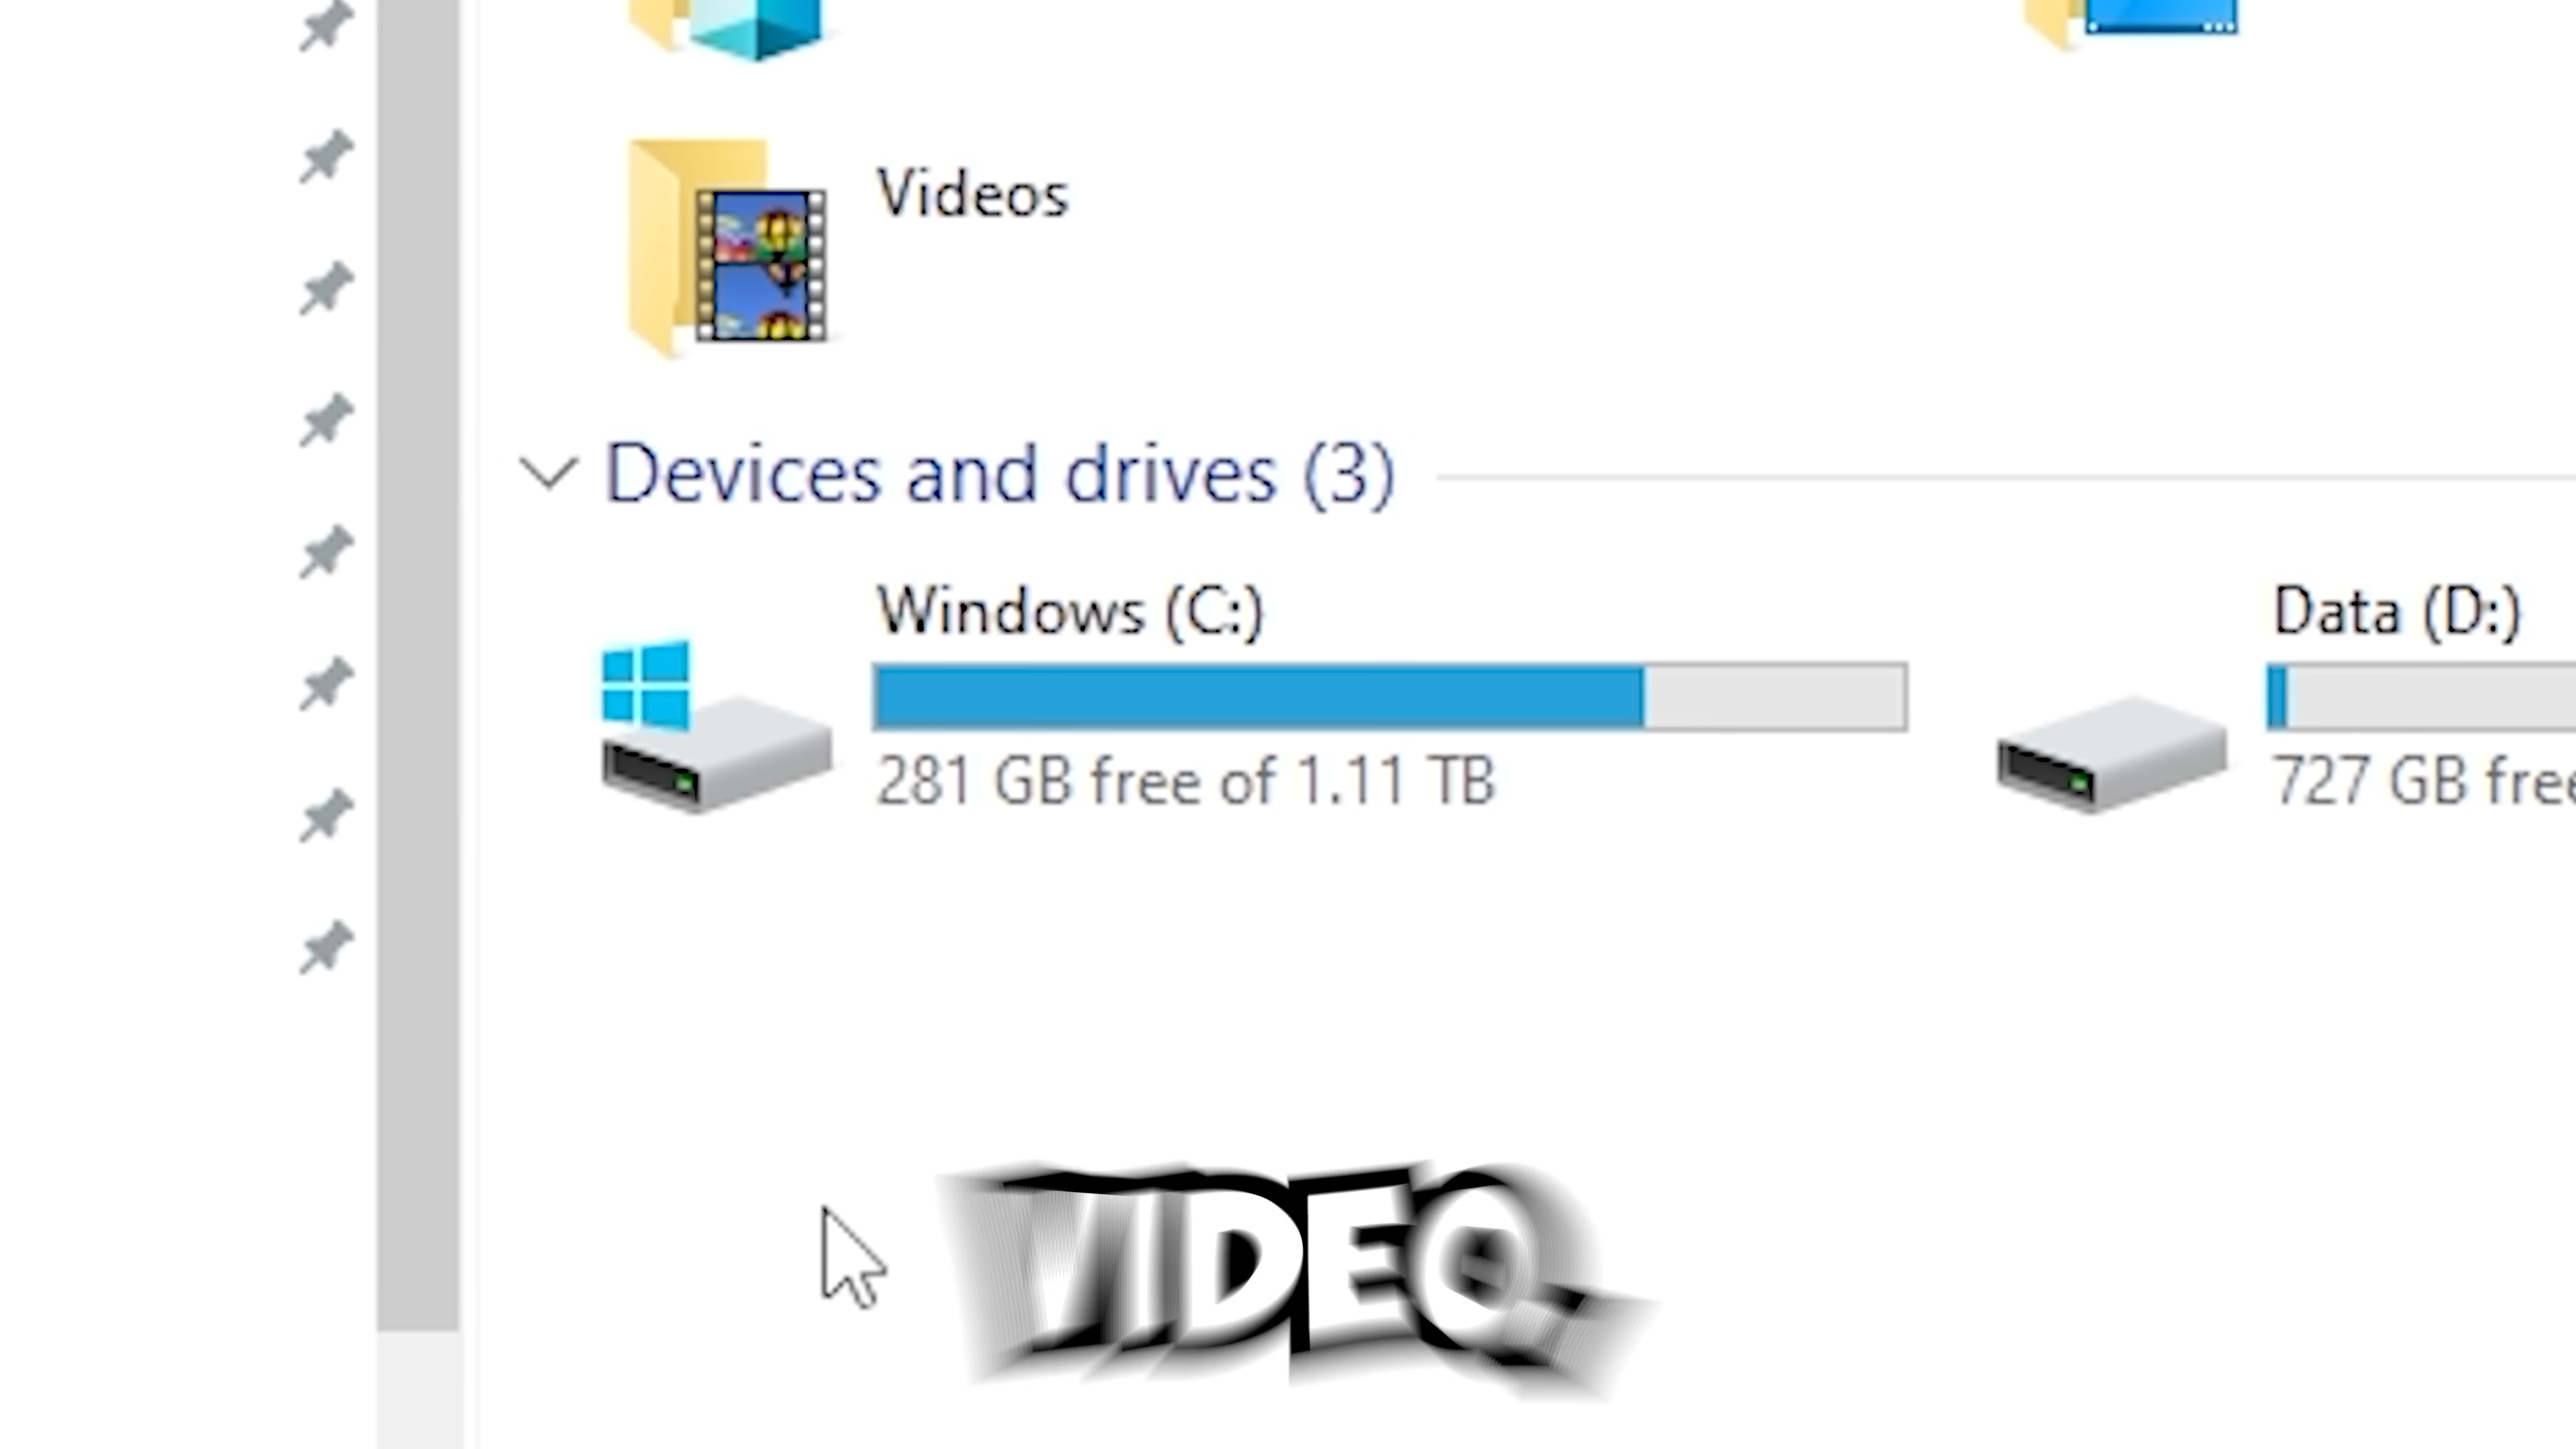 Videos
Devices and drives (3)
Windows (C:)
281 GB free of 1.11 TB
Data (D:)
727 GB free
VIDEO,